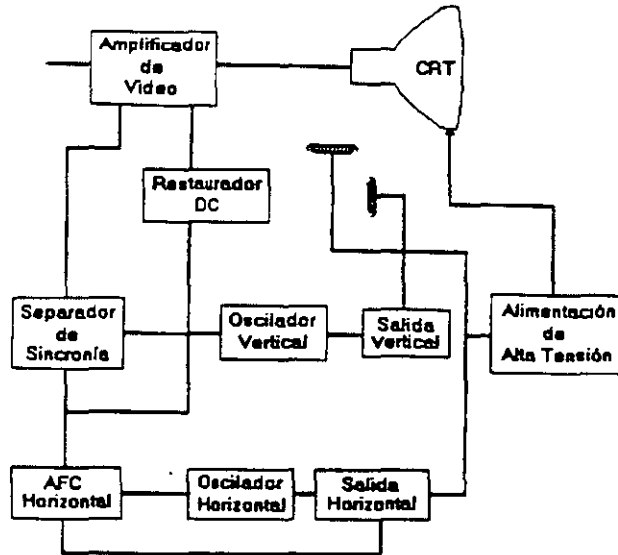 Amplificador
de
Video
CRT
Restaurador
DC
Separador
de
Sincronía
Oscilador
Vertical
Salida
Vertical
Alimentación
de
Alta Tensión
AFC
Horizontal
Oscilador
Horizontal
Salida
Horizontal